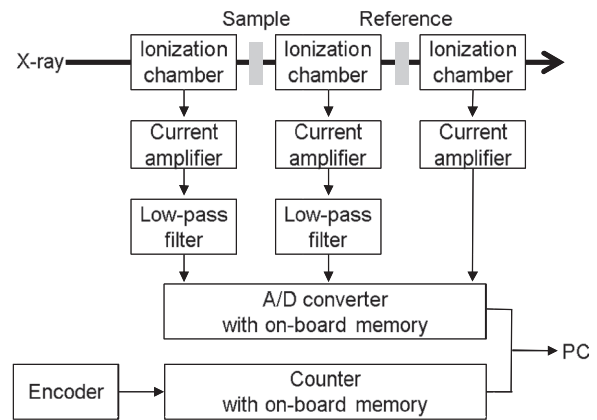 Sample
Reference
X-ray
Ionization
chamber
Ionization
chamber
Ionization
chamber
Current
amplifier
Current
amplifier
Current
amplifier
Low-pass
filter
Low-pass
filter
A/D converter
with on-board memory
PC
Encoder
Counter
with on-board memory